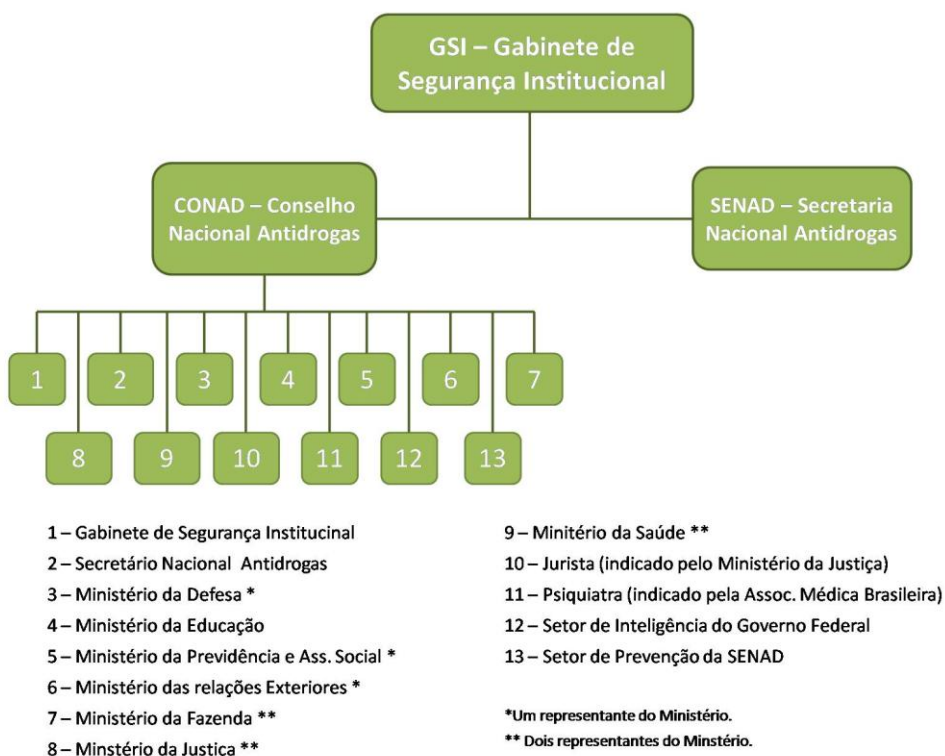 GSI – Gabinete de
Segurança Institucional
CONAD – Conselho
Nacional Antidrogas
SENAD – Secretaria
Nacional Antidrogas
1
2
3
4
5
6
7
8
9
10
11
12
13
1 – Gabinete de Segurança Institucinal
2 – Secretário Nacional Antidrogas
3 – Ministério da Defesa *
4 – Ministério da Educação
5 – Ministério da Previdência e Ass. Social *
6 – Ministério das relações Exteriores *
7 – Ministério da Fazenda **
8 – Minstério da Justiça **
9 – Minitério da Saúde **
10 – Jurista (indicado pelo Ministério da Justiça)
11 – Psiquiatra (indicado pela Assoc. Médica Brasileira)
12 – Setor de Inteligência do Governo Federal
13 – Setor de Prevenção da SENAD
*Um representante do Ministério.
** Dois representantes do Minstério.